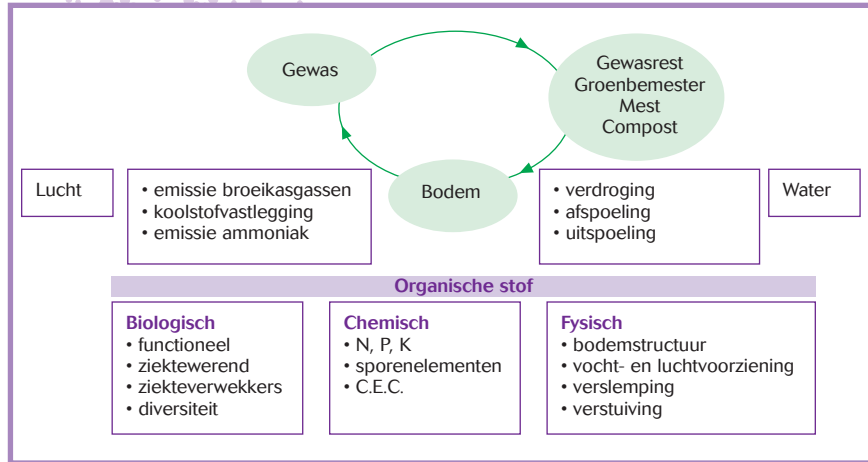 Gewas
Gewasrest
Groenbemester
Mest
Compost
Bodem
Lucht
• emissie broeikasgassen
• koolstofvastlegging
• emissie ammoniak
• verdroging
• afspoeling
• uitspoeling
Water
Organische stof
Biologisch
• functioneel
• ziektewerend
• ziekteverwekkers
• diversiteit
Chemisch
• N, P, K
• sporenelementen
• C.E.C.
Fysisch
• bodemstructuur
• vocht- en luchtvoorziening
• verslemping
• verstuiving